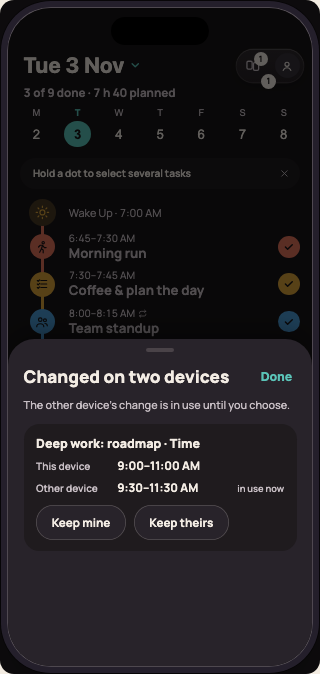 Tue 3 Nov
1
1
3 of 9 done · 7 h 40 planned
M T W T F S S
2 3 4 5 6 7 8
Hold a dot to select several tasks
Wake Up · 7:00 AM
6:45–7:30 AM
Morning run
7:30–7:45 AM
Coffee & plan the day
8:00–8:15 AM
Team standup
Changed on two devices
Done
The other device's change is in use until you choose.
Deep work: roadmap · Time
This device 9:00–11:00 AM
Other device 9:30–11:30 AM in use now
Keep mine Keep theirs